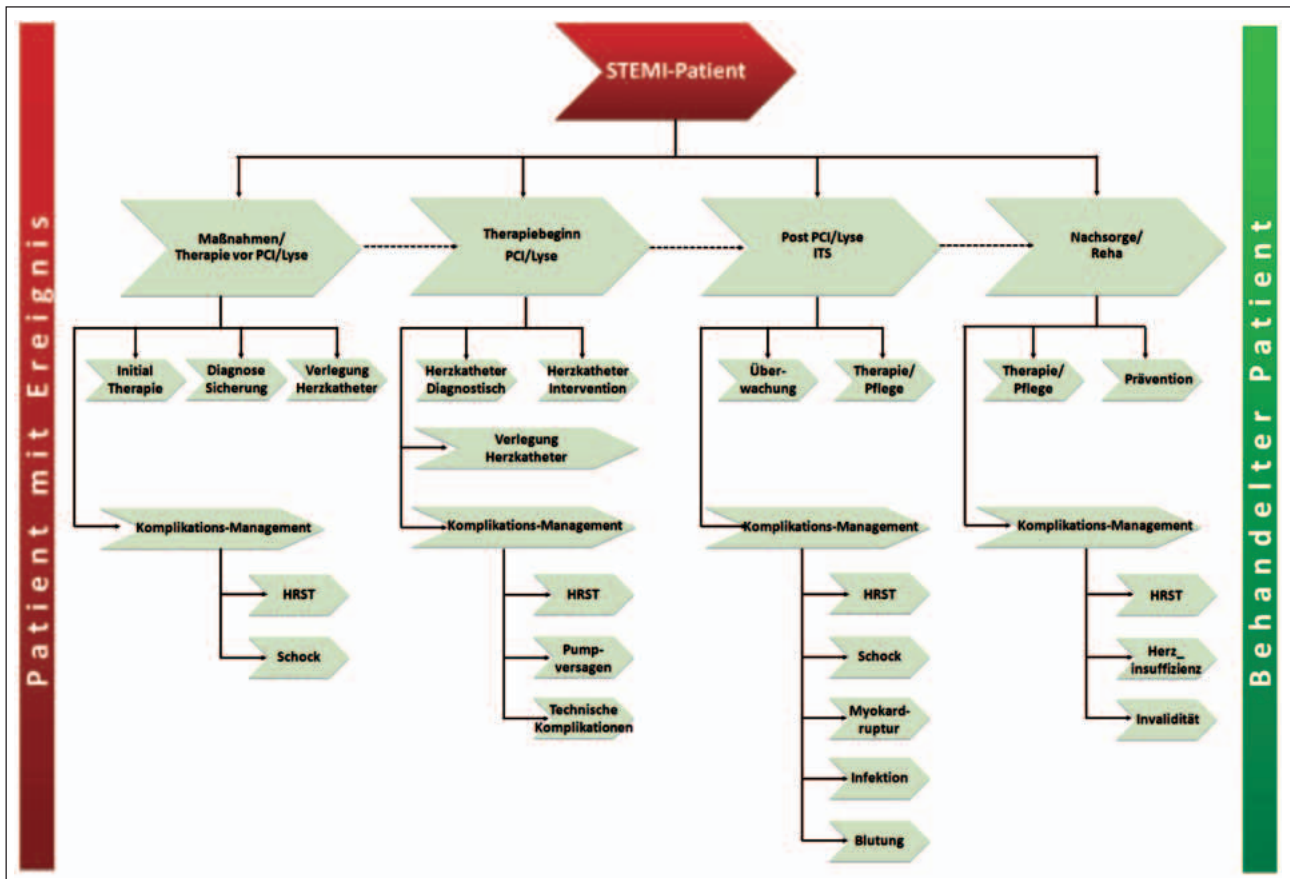 Patient mit Ereignis
STEMI-Patient
Maßnahmen/
Therapie vor PCI/Lyse
Therapiebeginn
PCI/Lyse
Post PCI/Lyse
ITS
Nachsorge/
Reha
Initial
Therapie
Diagnose
Sicherung
Verlegung
Herzkatheter
Herzkatheter
Diagnostisch
Herzkatheter
Intervention
Über-
wachung
Therapie/
Pflege
Therapie/
Pflege
Prävention
Verlegung
Herzkatheter
Komplikations-Management
Komplikations-Management
Komplikations-Management
Komplikations-Management
HRST
Schock
HRST
Pump-
versagen
Technische
Komplikationen
HRST
Schock
Myokard-
ruptur
Infektion
Blutung
HRST
Herz_
insuffizienz
Invalidität
Behandelter Patient